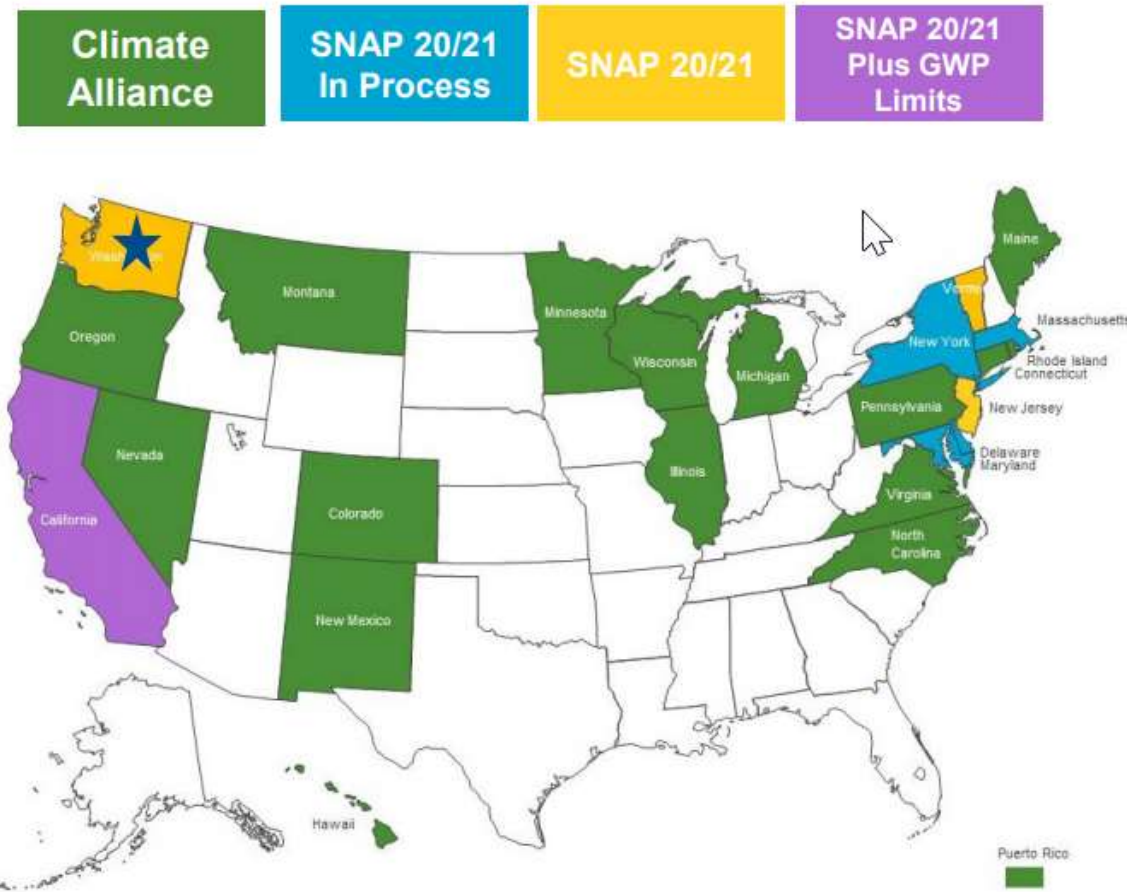 Climate
Alliance
SNAP 20/21
In Process
SNAP 20/21
SNAP 20/21
Plus GWP
Limits
Maine
Montana
Minnesota
Oregon
Massachusetts
New York
Wisconsin
Rhode Island
Connecticut
Michigan
Pennsylvania
New Jersey
Nevada
Delaware
Maryland
Illinois
Virginia
Colorado
California
North
Carolina
New Mexico
Hawaii
Puerto Rico